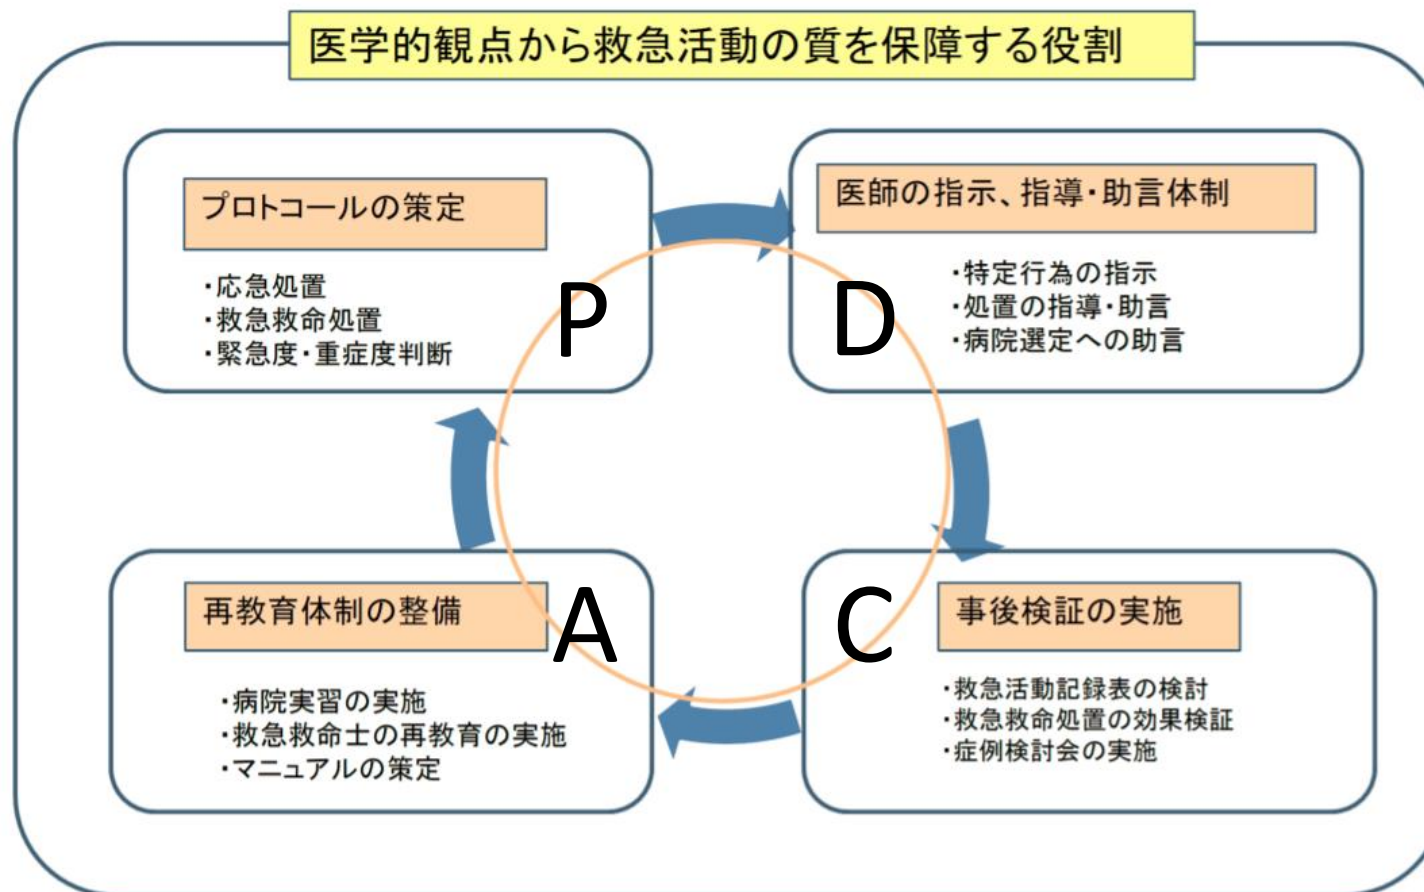 医学的観点から救急活動の質を保障する役割
プロトコールの策定
・応急処置
・救急救命処置
・緊急度・重症度判断
P
医師の指示、指導・助言体制
・特定行為の指示
・処置の指導・助言
・病院選定への助言
D
再教育体制の整備
・病院実習の実施
・救急救命士の再教育の実施
・マニュアルの策定
A
事後検証の実施
・救急活動記録表の検討
・救急救命処置の効果検証
・症例検討会の実施
C